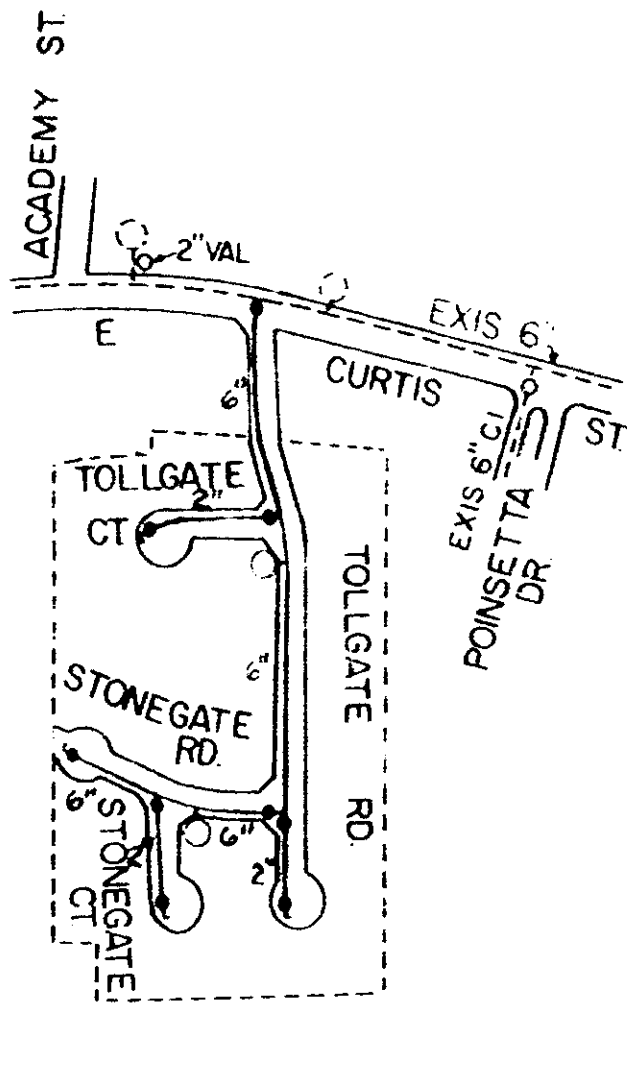 ACADEMY ST.
2" VAL
EXIS 6"
E
CURTIS
ST.
6"
EXIS 6" CI
POINSETTA
DR.
TOLLGATE
2"
CT
TOLLGATE RD.
6"
STONEGATE
RD.
6"
6"
2"
STONEGATE
CT